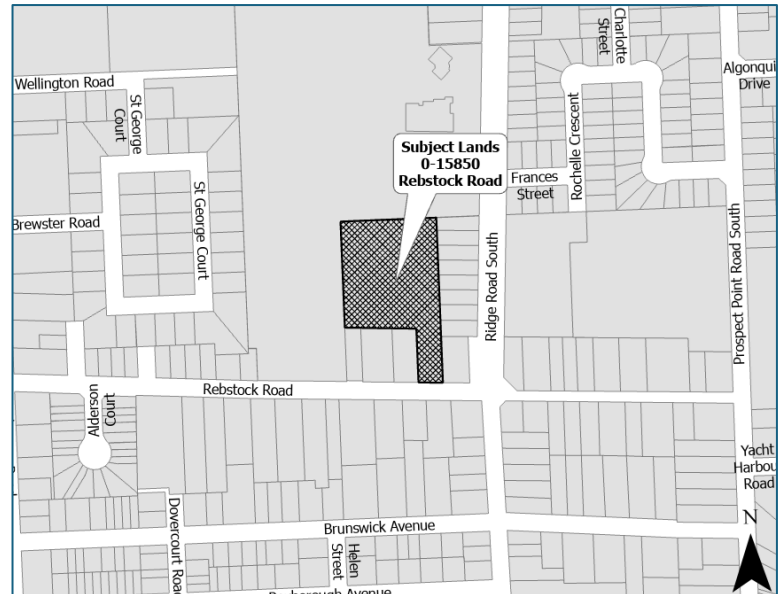 Wellington Road
St George
Court
St George Court
Brewster Road
Subject Lands
0-15850
Rebstock Road
Charlotte
Street
Algonqui
Drive
Rochelle Crescent
Frances
Street
Ridge Road South
Prospect Point Road South
Rebstock Road
Alderson
Court
Yacht
Harbou
Road
Dovercourt Road
Brunswick Avenue
Helen
Street
N